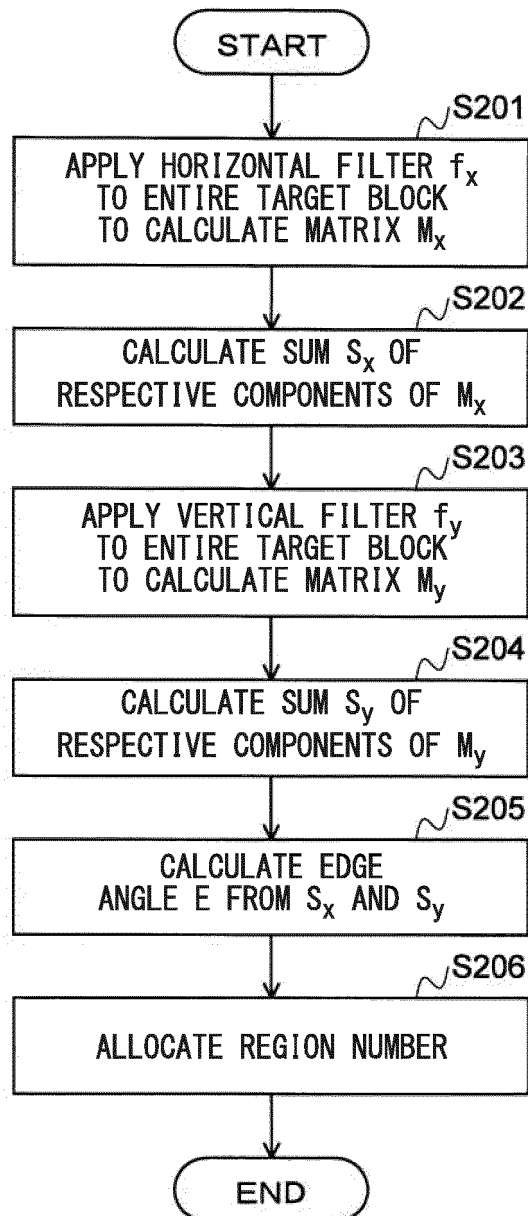 START
S201
APPLY HORIZONTAL FILTER fx
TO ENTIRE TARGET BLOCK
TO CALCULATE MATRIX Mx
S202
CALCULATE SUM Sx OF
RESPECTIVE COMPONENTS OF Mx
S203
APPLY VERTICAL FILTER fy
TO ENTIRE TARGET BLOCK
TO CALCULATE MATRIX My
S204
CALCULATE SUM Sy OF
RESPECTIVE COMPONENTS OF My
S205
CALCULATE EDGE
ANGLE E FROM Sx AND Sy
S206
ALLOCATE REGION NUMBER
END